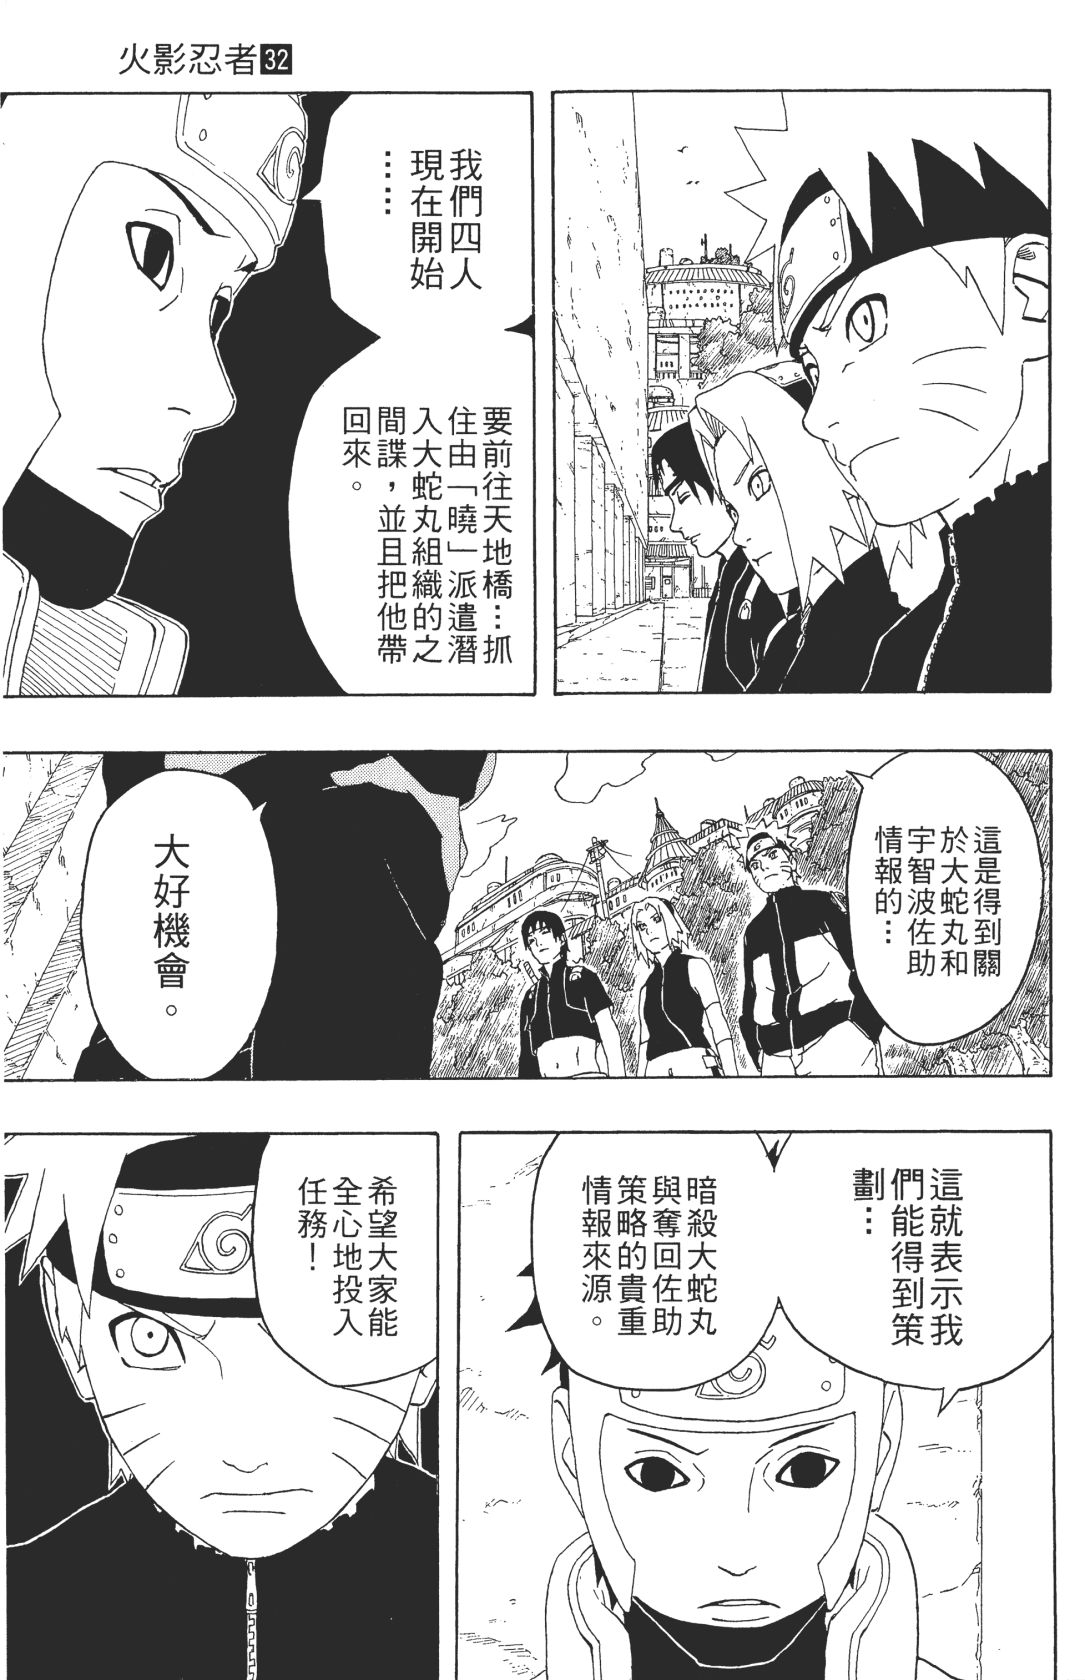 火影忍者32
我們四人
現在開始
……
要前往天地橋…抓
住由「曉」派遣潛
入大蛇丸組織的之
間諜，並且把他帶
回來。
這是得到關
於大蛇丸和
宇智波佐助
情報的…
大好機會。
這就表示我
們能得到策
劃…
暗殺大蛇丸
與奪回佐助
策略的貴重
情報來源。
希望大家能
全心地投入
任務！